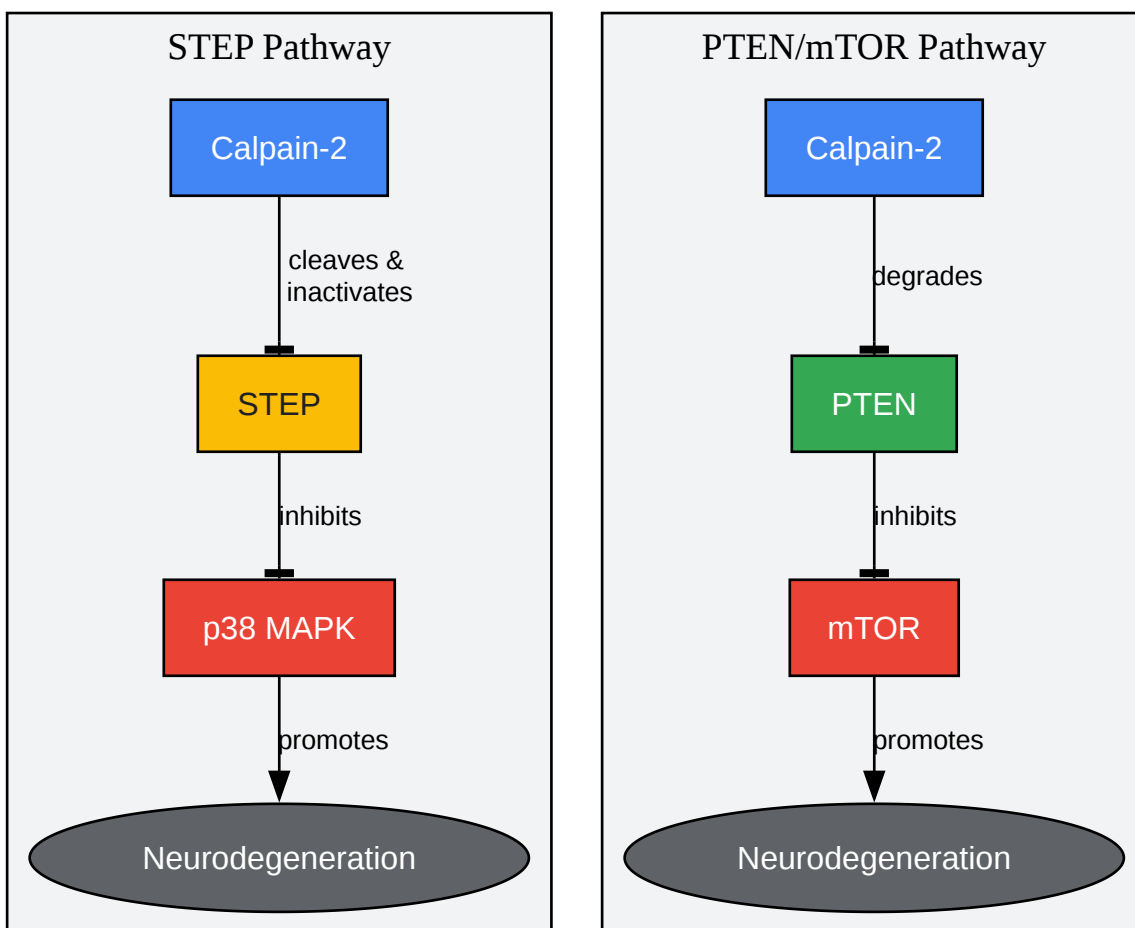 STEP Pathway
Calpain-2
cleaves &
inactivates
STEP
inhibits
p38 MAPK
promotes
Neurodegeneration
PTEN/mTOR Pathway
Calpain-2
degrades
PTEN
inhibits
mTOR
promotes
Neurodegeneration